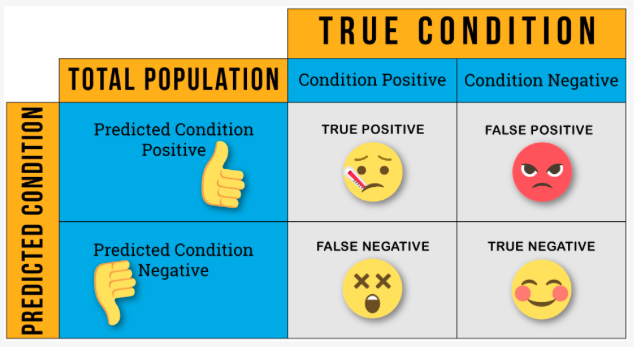 TRUE CONDITION
TOTAL POPULATION
Condition Positive
Condition Negative
PREDICTED CONDITION
Predicted Condition
Positive
TRUE POSITIVE
FALSE POSITIVE
Predicted Condition
Negative
FALSE NEGATIVE
TRUE NEGATIVE